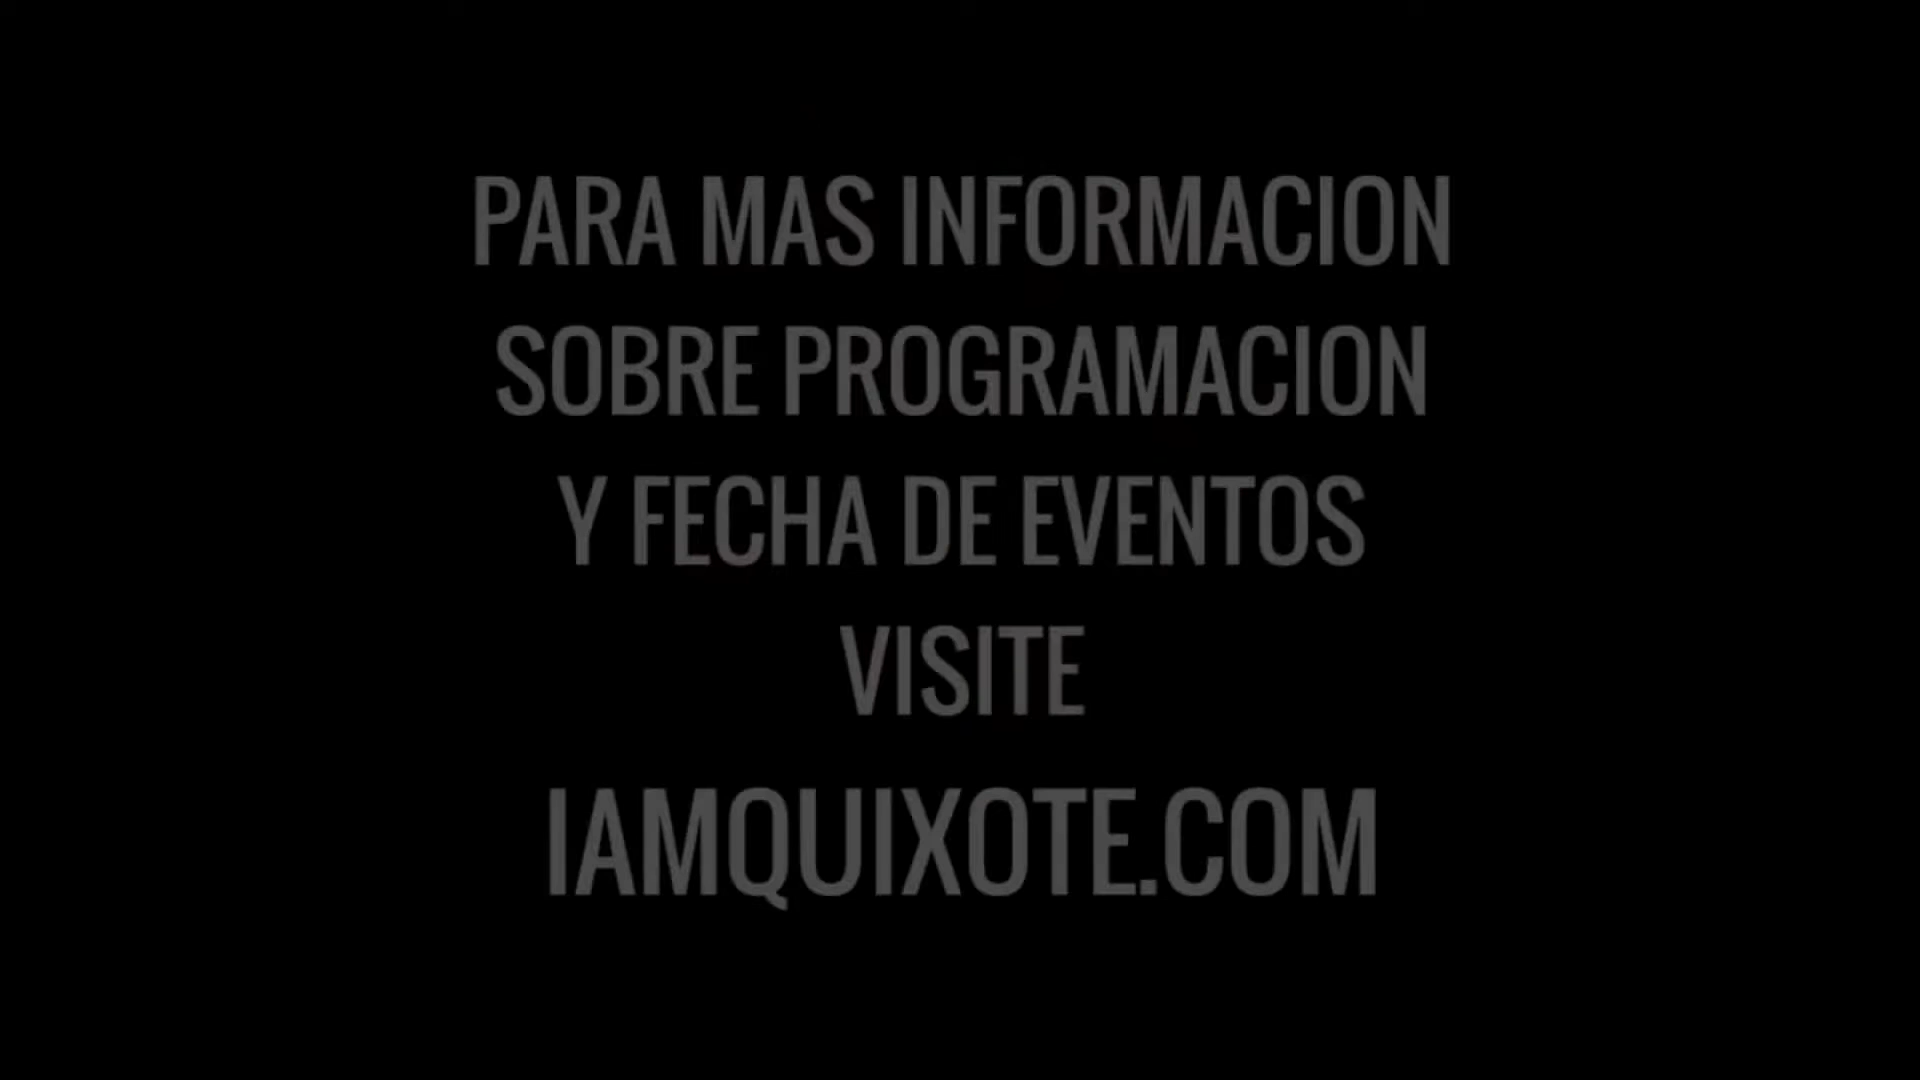 PARA MAS INFORMACION
SOBRE PROGRAMACION
Y FECHA DE EVENTOS
VISITE
IAMQUIXOTE.COM